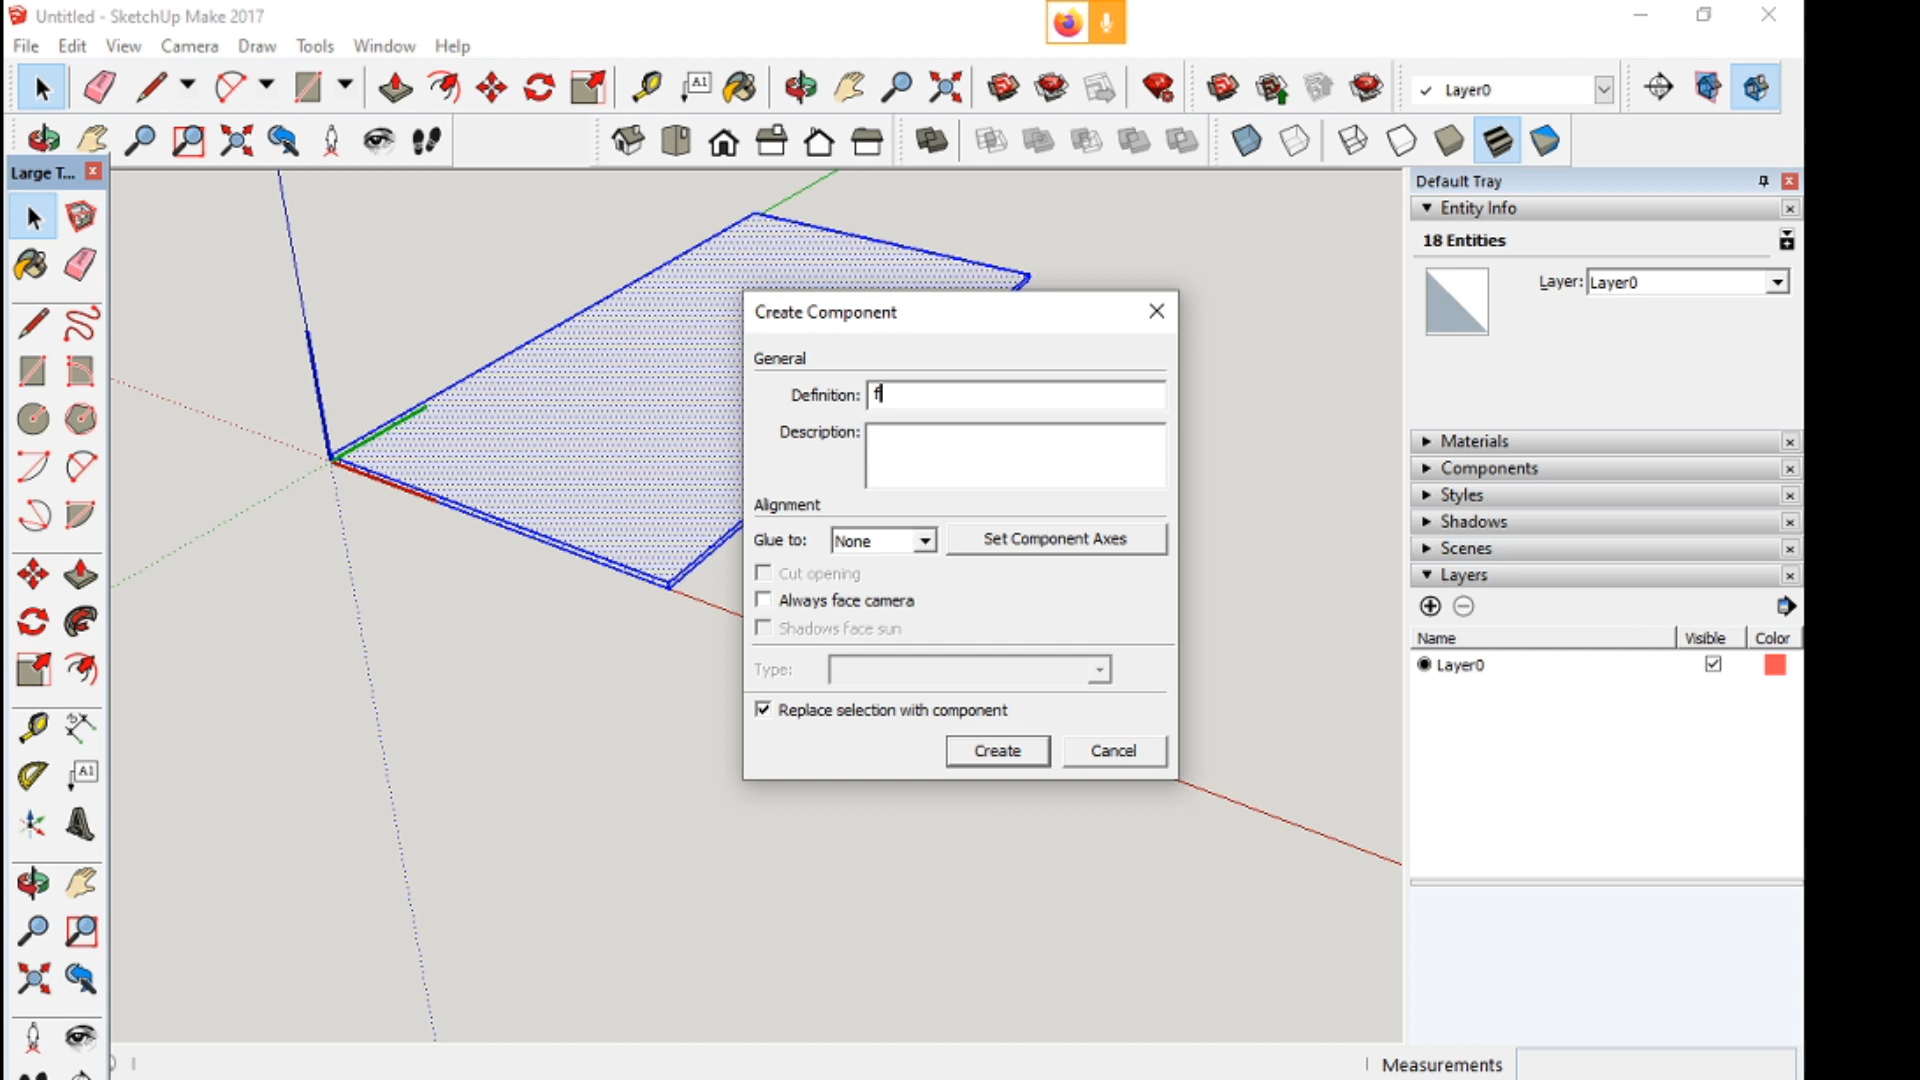 Untitled - SketchUp Make 2017
File Edit View Camera Draw Tools Window Help
A1
Layer0
Large T...
Default Tray
Entity Info
18 Entities
Layer: Layer0
Create Component
General
Definition: f
Description:
Alignment
Glue to: None Set Component Axes
Cut opening
Always face camera
Shadows face sun
Type:
Replace selection with component
Create Cancel
Materials
Components
Styles
Shadows
Scenes
Layers
Name Visible Color
Layer0
A1
Measurements